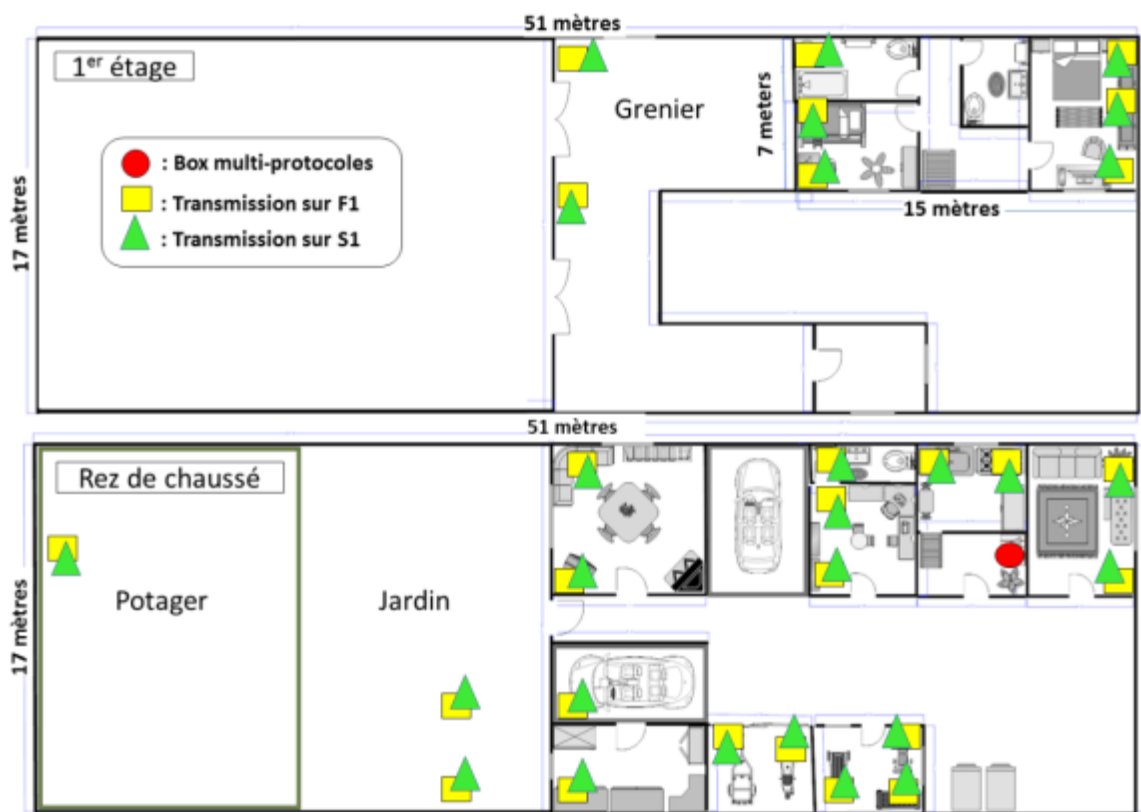 51 mètres
1er étage
Grenier
7 meters
: Box multi-protocoles
: Transmission sur F1
: Transmission sur S1
15 mètres
17 mètres
51 mètres
Rez de chaussé
Potager
Jardin
17 mètres